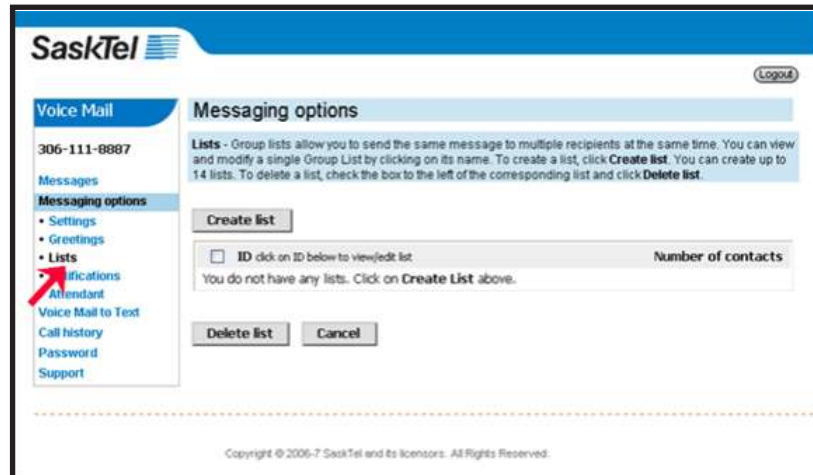 SaskTel
Logout
Voice Mail
306-111-8887
Messages
Messaging options
• Settings
• Greetings
• Lists
Attendant
Voice Mail to Text
Call history
Password
Support
Messaging options
Lists - Group lists allow you to send the same message to multiple recipients at the same time. You can view
and modify a single Group List by clicking on its name. To create a list, click Create list. You can create up to
14 lists. To delete a list, check the box to the left of the corresponding list and click Delete list.
Create list
ID click on ID below to view/edit list Number of contacts
You do not have any lists. Click on Create List above.
Delete list Cancel
Copyright © 2006-7 SaskTel and its licensors. All Rights Reserved.